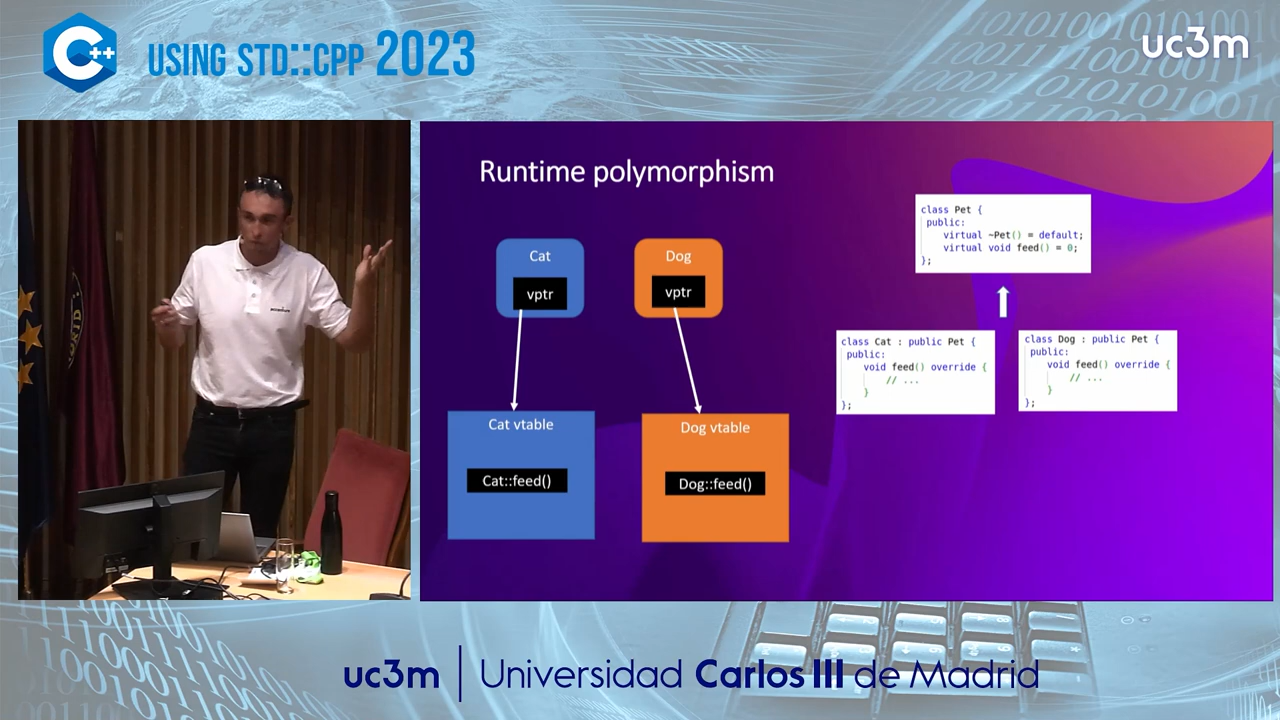 C++
USING STD::CPP 2023
uc3m
Runtime polymorphism
Cat
vptr
Dog
vptr
Cat vtable
Cat::feed()
Dog vtable
Dog::feed()
class Pet {
public:
virtual ~Pet() = default;
virtual void feed() = 0;
};
class Cat : public Pet {
public:
void feed() override {
// ...
}
};
class Dog : public Pet {
public:
void feed() override {
// ...
}
};
accenture
uc3m | Universidad Carlos III de Madrid